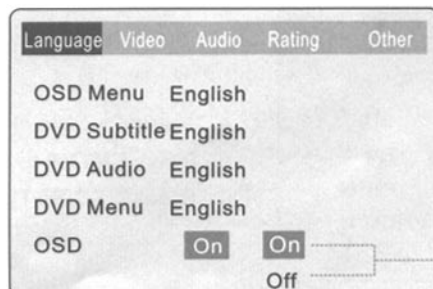 Language Video Audio Rating Other
OSD Menu English
DVD Subtitle English
DVD Audio English
DVD Menu English
OSD On On
Off